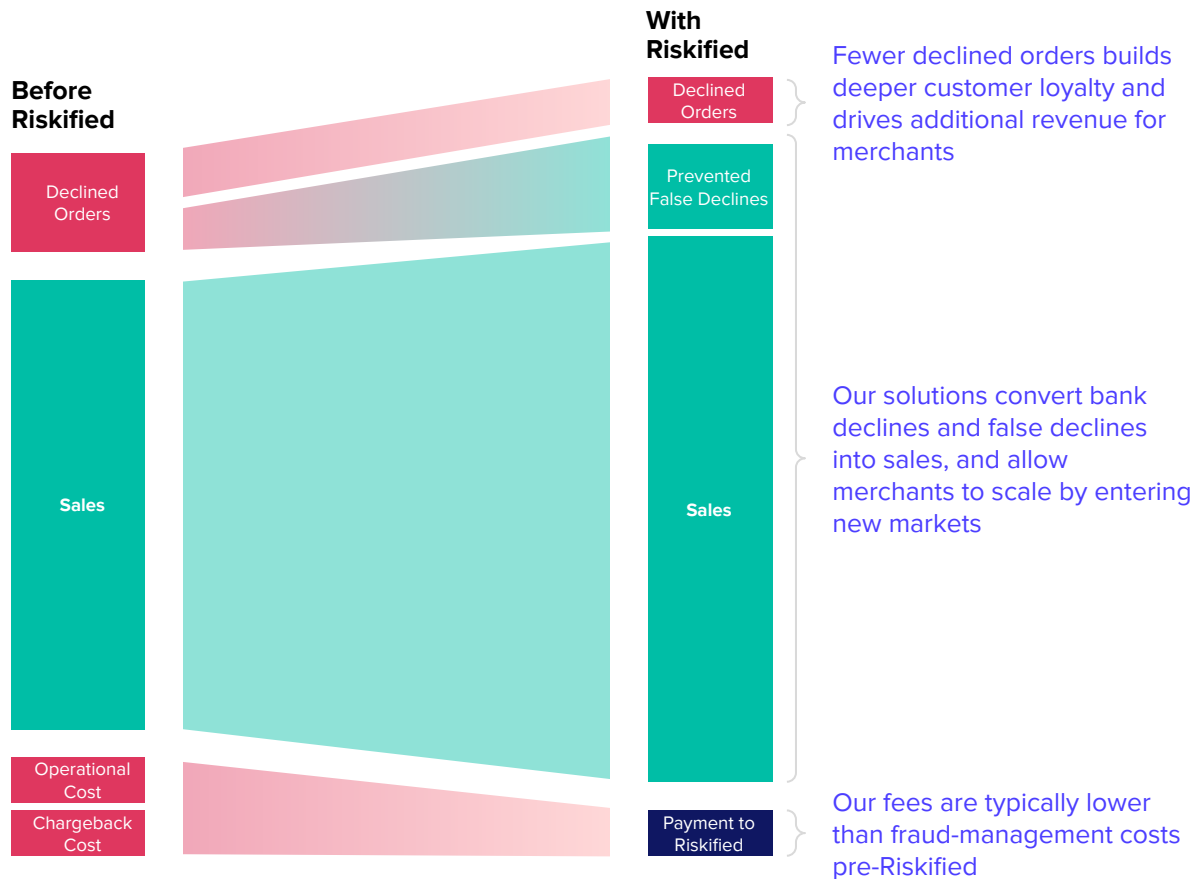 Before
Riskified
Declined
Orders
Sales
Operational
Cost
Chargeback
Cost
With
Riskified
Declined
Orders
Prevented
False Declines
Sales
Payment to
Riskified
Fewer declined orders builds
deeper customer loyalty and
drives additional revenue for
merchants
Our solutions convert bank
declines and false declines
into sales, and allow
merchants to scale by entering
new markets
Our fees are typically lower
than fraud-management costs
pre-Riskified